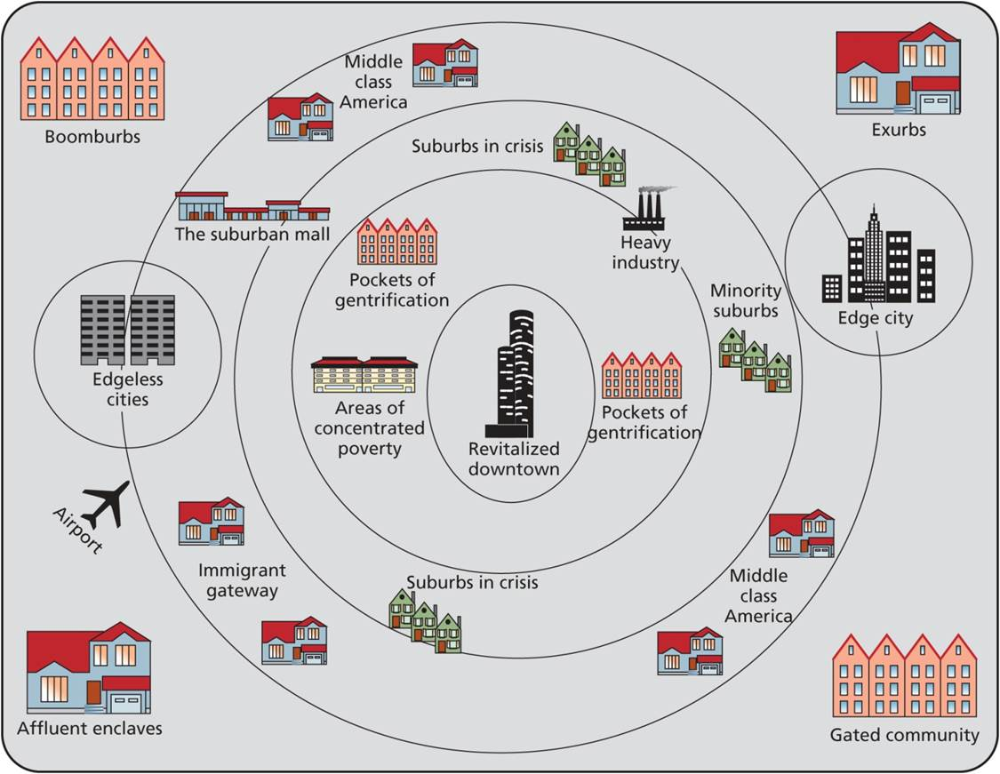 Middle
class
America
Boomburbs
Exurbs
Suburbs in crisis
The suburban mall
Heavy
industry
Pockets of
gentrification
Minority
suburbs
Edge city
Edgeless
cities
Areas of
concentrated
poverty
Revitalized
downtown
Pockets of
gentrification
Airport
Immigrant
gateway
Suburbs in crisis
Middle
class
America
Affluent enclaves
Gated community